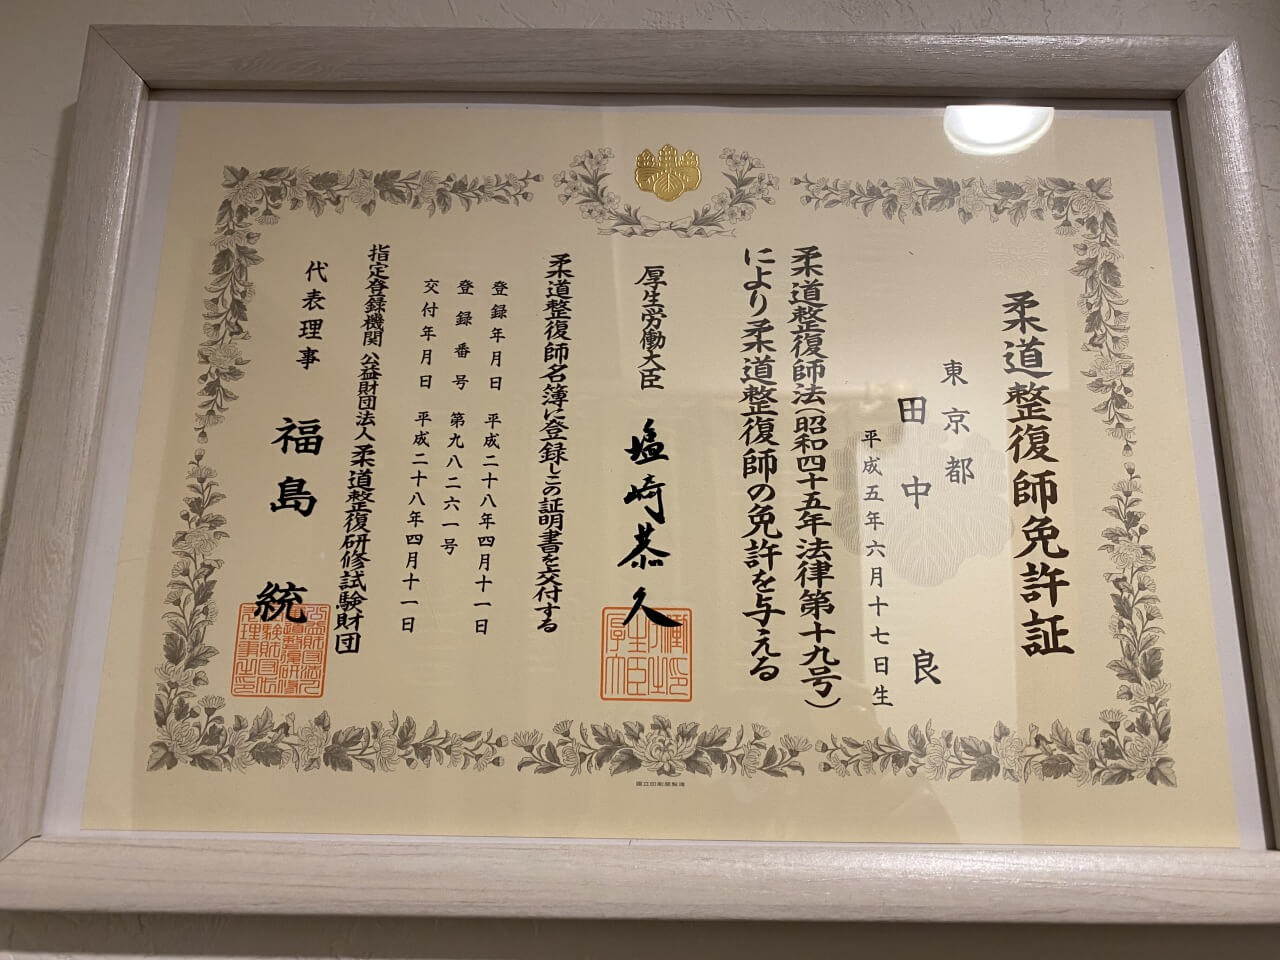 柔道整復師免許証
東京都
田中 良
平成五年六月十七日生
柔道整復師法(昭和四十五年法律第十九号)
により柔道整復師の免許を与える
厚生労働大臣 塩崎恭久
柔道整復師名簿に登録しこの証明書を交付する
登録年月日 平成二十八年四月十一日
登録番号 第九八二六一号
交付年月日 平成二十八年四月十一日
指定登録機関 公益財団法人 柔道整復研修試験財団
代表理事 福島 統
国立印刷局製造